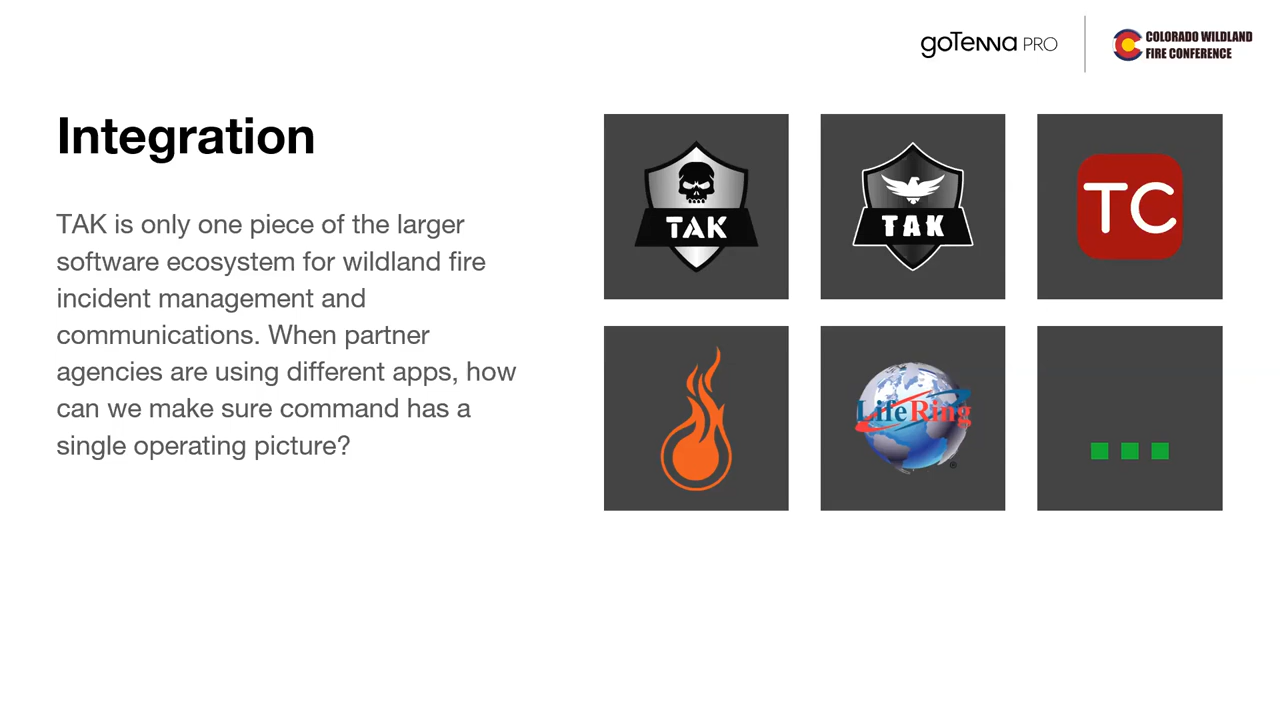 goTenna PRO
COLORADO WILDLAND
FIRE CONFERENCE
Integration
TAK is only one piece of the larger
software ecosystem for wildland fire
incident management and
communications. When partner
agencies are using different apps, how
can we make sure command has a
single operating picture?
TAK
TAK
TC
LifeRing
®